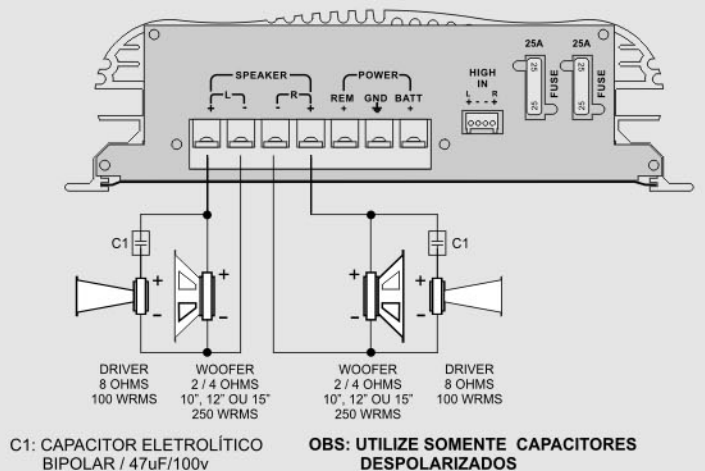 25A 25A
SPEAKER POWER
L R
+ - - + REM GND BATT
+ +
HIGH
IN
L R
+ - - +
25 25 FUSE 25 25 FUSE
C1 C1
+ + + +
- - - -
DRIVER
8 OHMS
100 WRMS
WOOFER
2 / 4 OHMS
10", 12" OU 15"
250 WRMS
WOOFER
2 / 4 OHMS
10", 12" OU 15"
250 WRMS
DRIVER
8 OHMS
100 WRMS
C1: CAPACITOR ELETROLÍTICO
BIPOLAR / 47uF/100v
OBS: UTILIZE SOMENTE CAPACITORES
DESPOLARIZADOS